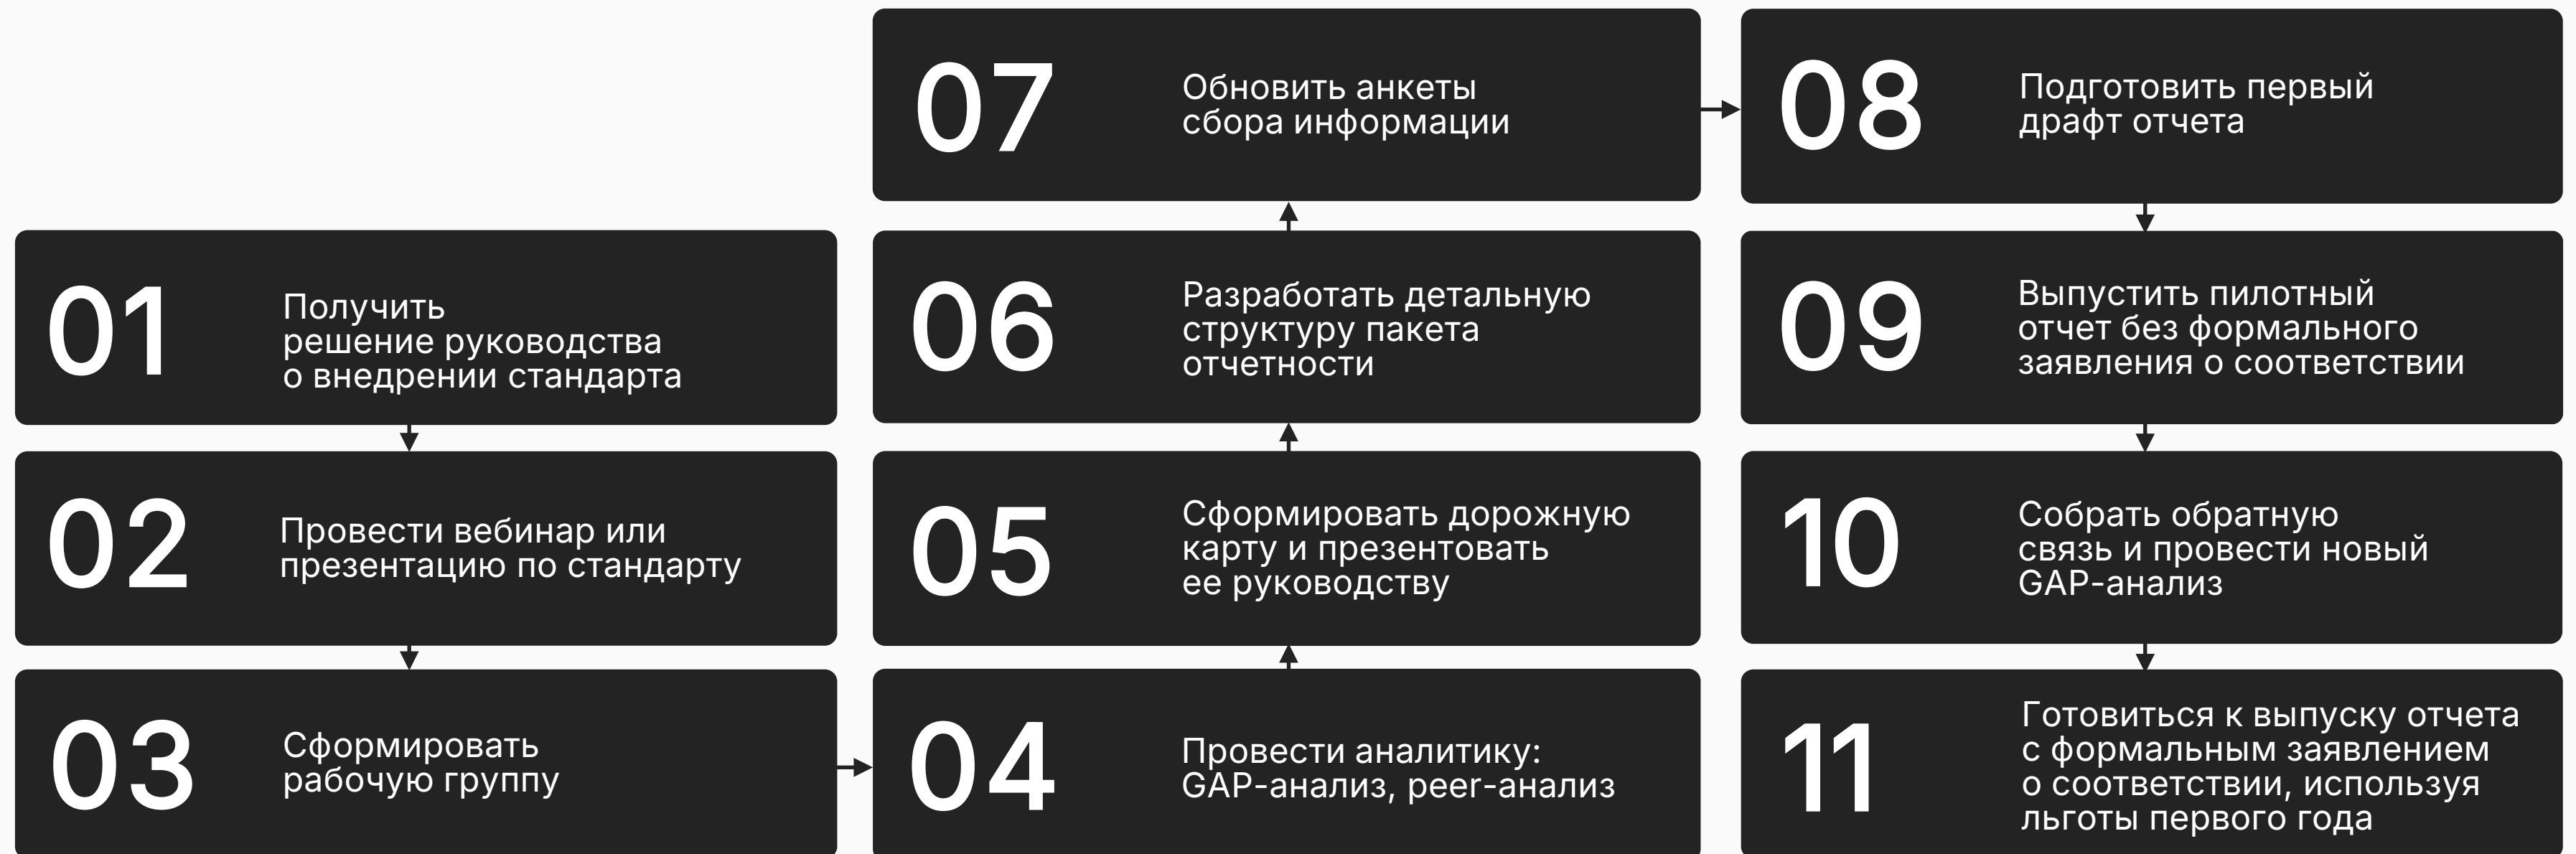 01
Получить
решение руководства
о внедрении стандарта
02
Провести вебинар или
презентацию по стандарту
03
Сформировать
рабочую группу
04
Провести аналитику:
GAP-анализ, peer-анализ
05
Сформировать дорожную
карту и презентовать
ее руководству
06
Разработать детальную
структуру пакета
отчетности
07
Обновить анкеты
сбора информации
08
Подготовить первый
драфт отчета
09
Выпустить пилотный
отчет без формального
заявления о соответствии
10
Собрать обратную
связь и провести новый
GAP-анализ
11
Готовиться к выпуску отчета
с формальным заявлением
о соответствии, используя
льготы первого года